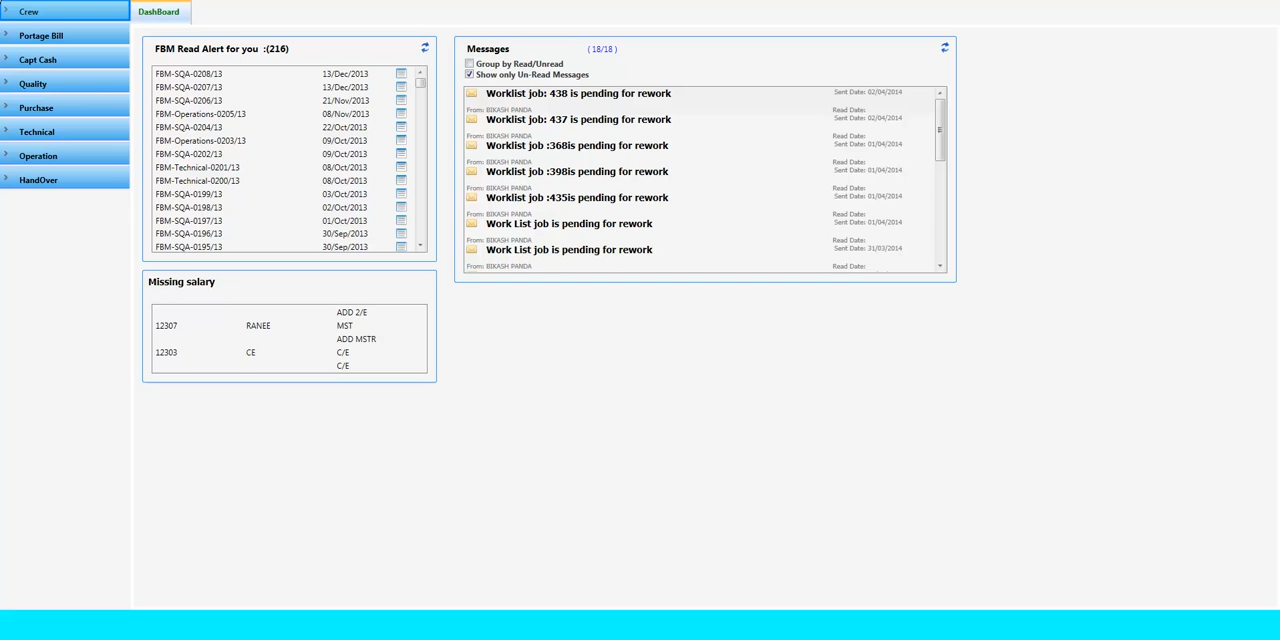 Crew
Portage Bill
Capt Cash
Quality
Purchase
Technical
Operation
HandOver
DashBoard
FBM Read Alert for you :(216)
FBM-SQA-0208/13 13/Dec/2013
FBM-SQA-0207/13 13/Dec/2013
FBM-SQA-0206/13 21/Nov/2013
FBM-Operations-0205/13 08/Nov/2013
FBM-SQA-0204/13 22/Oct/2013
FBM-Operations-0203/13 09/Oct/2013
FBM-SQA-0202/13 09/Oct/2013
FBM-Technical-0201/13 08/Oct/2013
FBM-Technical-0200/13 08/Oct/2013
FBM-SQA-0199/13 03/Oct/2013
FBM-SQA-0198/13 02/Oct/2013
FBM-SQA-0197/13 01/Oct/2013
FBM-SQA-0196/13 30/Sep/2013
FBM-SQA-0195/13 30/Sep/2013
Missing salary
ADD 2/E
12307 RANEE MST
ADD MSTR
12303 CE C/E
C/E
Messages ( 18/18 )
Group by Read/Unread
Show only Un-Read Messages
Worklist job: 438 is pending for rework Sent Date: 02/04/2014
From: BIKASH PANDA Read Date:
Worklist job: 437 is pending for rework Sent Date: 02/04/2014
From: BIKASH PANDA Read Date:
Worklist job :368is pending for rework Sent Date: 01/04/2014
From: BIKASH PANDA Read Date:
Worklist job :398is pending for rework Sent Date: 01/04/2014
From: BIKASH PANDA Read Date:
Worklist job :435is pending for rework Sent Date: 01/04/2014
From: BIKASH PANDA Read Date:
Work List job is pending for rework Sent Date: 01/04/2014
From: BIKASH PANDA Read Date:
Work List job is pending for rework Sent Date: 31/03/2014
From: BIKASH PANDA Read Date: